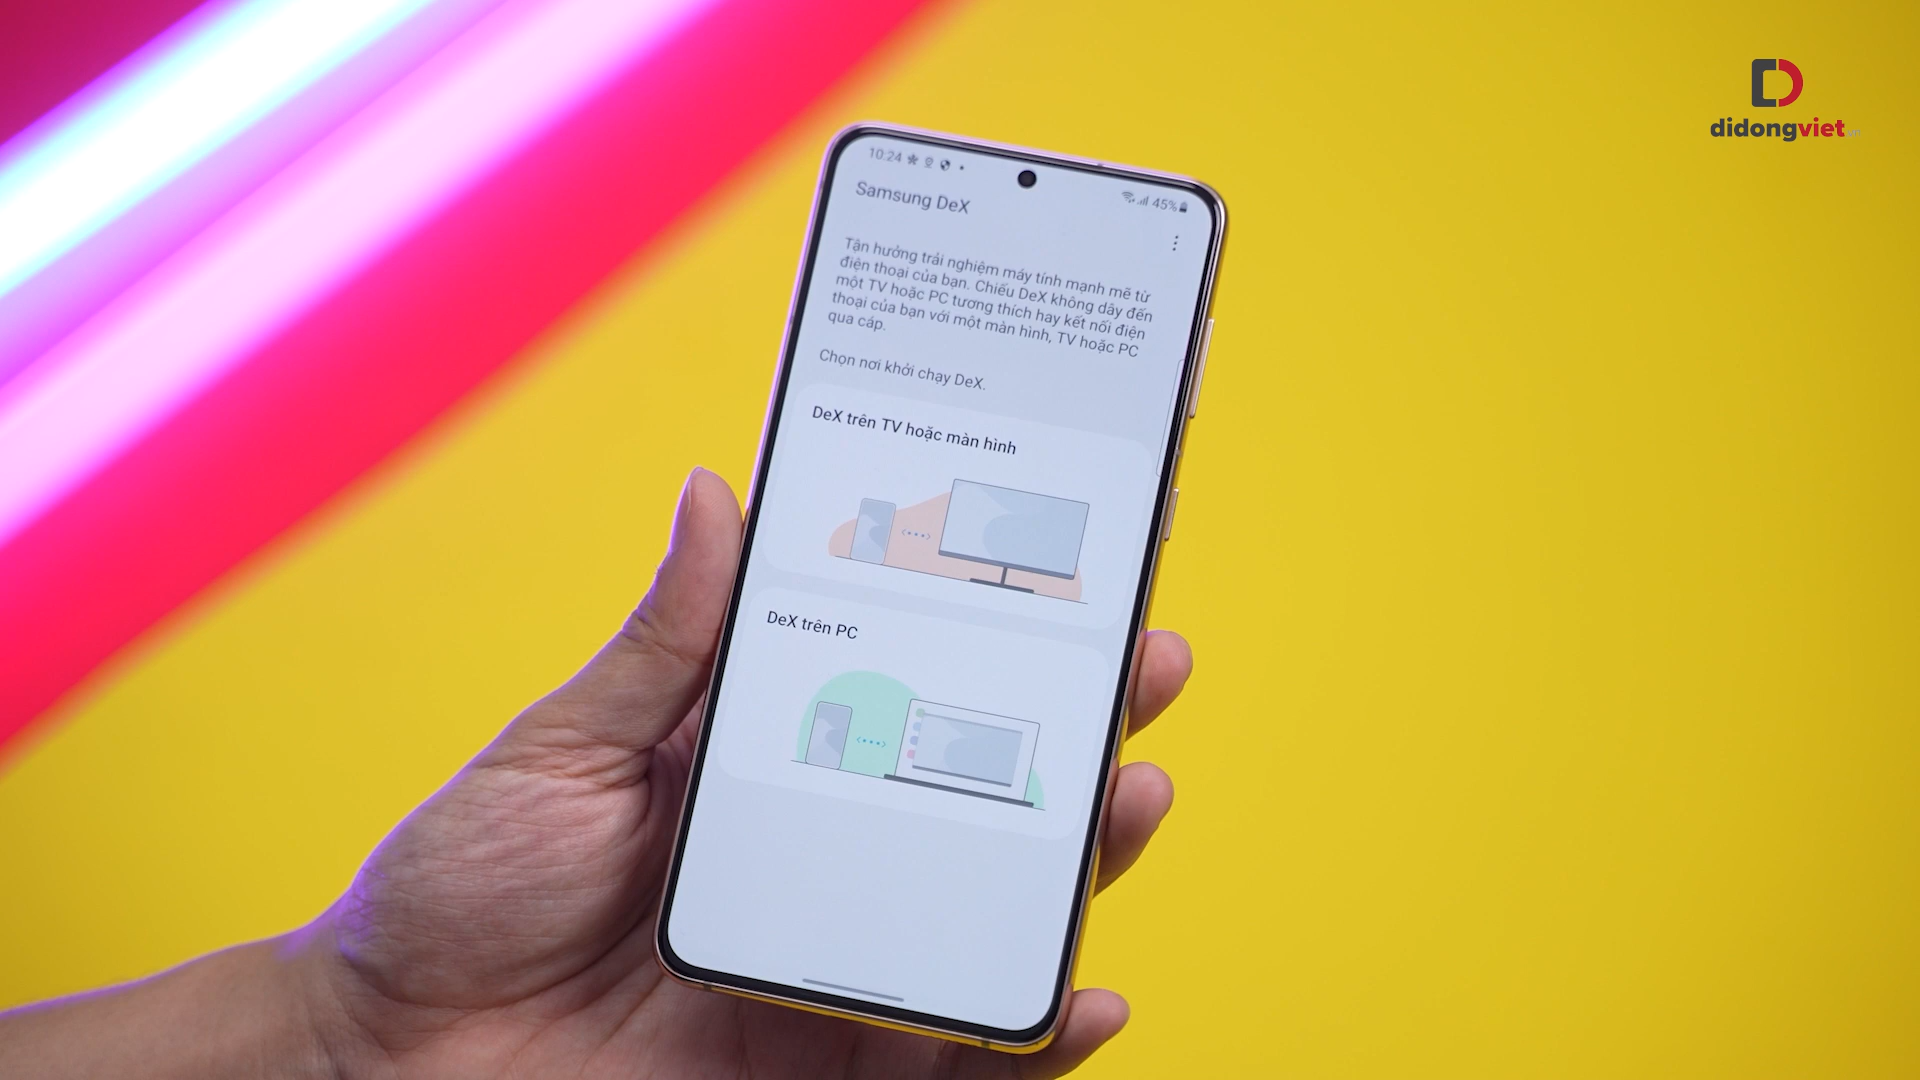 didongviet.vn
10:24
45%
Samsung DeX
Tận hưởng trải nghiệm máy tính mạnh mẽ từ
điện thoại của bạn. Chiếu DeX không dây đến
một TV hoặc PC tương thích hay kết nối điện
thoại của bạn với một màn hình, TV hoặc PC
qua cáp.
Chọn nơi khởi chạy DeX.
DeX trên TV hoặc màn hình
DeX trên PC